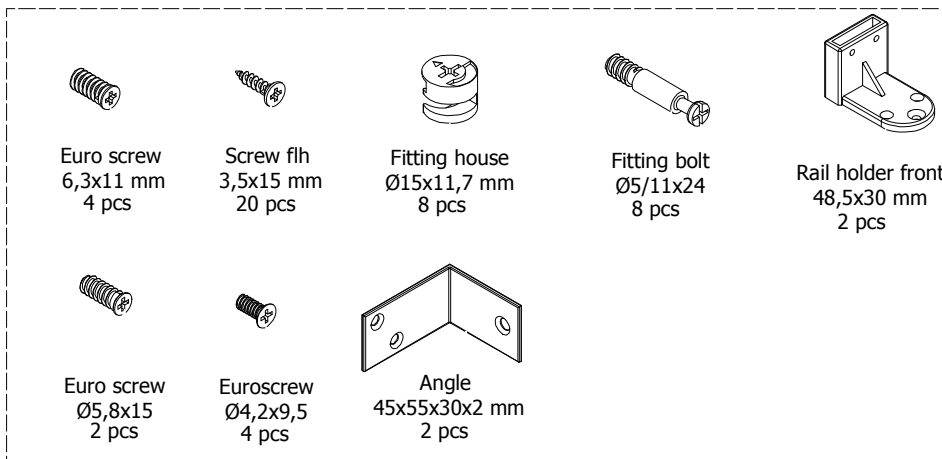 Euro screw
6,3x11 mm
4 pcs
Screw flh
3,5x15 mm
20 pcs
Fitting house
Ø15x11,7 mm
8 pcs
Fitting bolt
Ø5/11x24
8 pcs
Rail holder front
48,5x30 mm
2 pcs
Euro screw
Ø5,8x15
2 pcs
Euroscrew
Ø4,2x9,5
4 pcs
Angle
45x55x30x2 mm
2 pcs